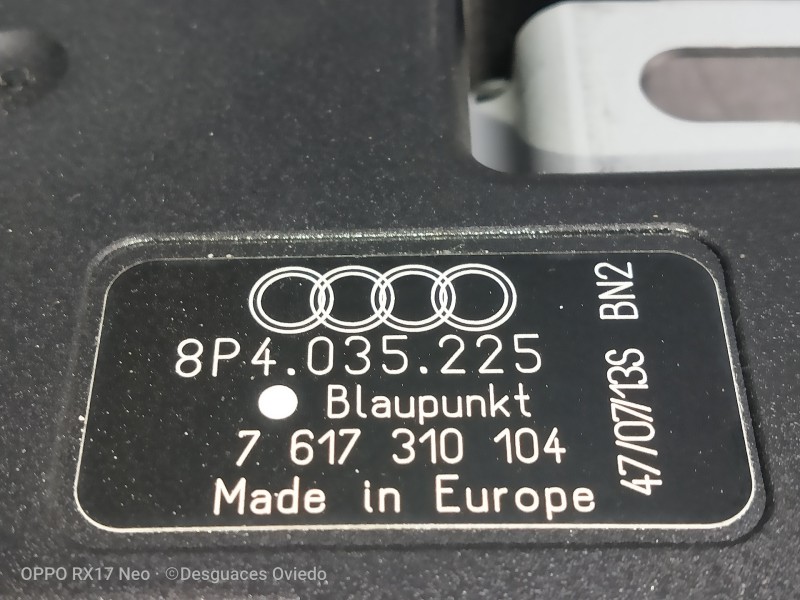 8P4.035.225
Blaupunkt
7 617 310 104
Made in Europe
47/07/13S BN2
OPPO RX17 Neo · ©Desguaces Oviedo